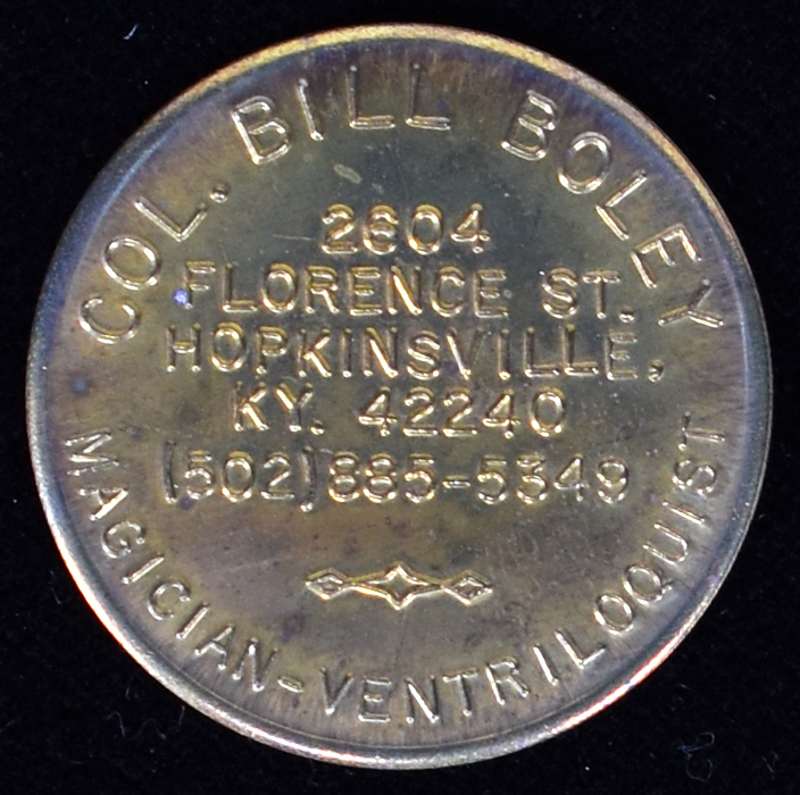 COL. BILL BOLEY
2604
FLORENCE ST.
HOPKINSVILLE,
KY. 42240
(502)885-5349
MAGICIAN-VENTRILOQUIST